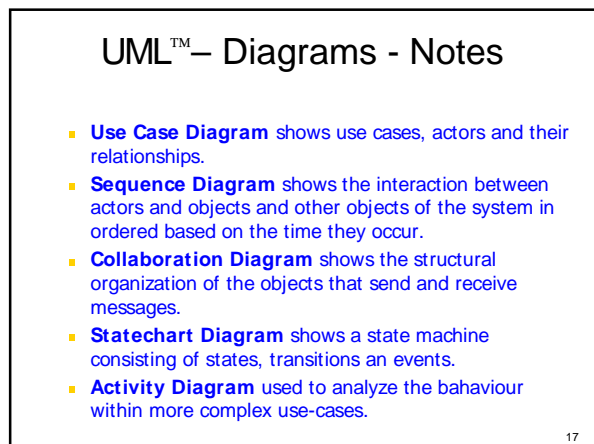 UML™– Diagrams - Notes
Use Case Diagram shows use cases, actors and their
relationships.
Sequence Diagram shows the interaction between
actors and objects and other objects of the system in
ordered based on the time they occur.
Collaboration Diagram shows the structural
organization of the objects that send and receive
messages.
Statechart Diagram shows a state machine
consisting of states, transitions an events.
Activity Diagram used to analyze the bahaviour
within more complex use-cases.
17